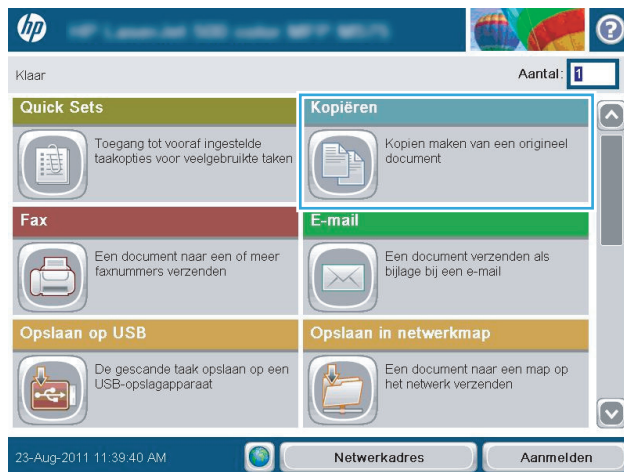 hp
Klaar
Aantal: 1
Quick Sets
Toegang tot vooraf ingestelde
taakopties voor veelgebruikte taken
Kopiëren
Kopien maken van een origineel
document
Fax
Een document naar een of meer
faxnummers verzenden
E-mail
Een document verzenden als
bijlage bij een e-mail
Opslaan op USB
De gescande taak opslaan op een
USB-opslagapparaat
Opslaan in netwerkmap
Een document naar een map op
het netwerk verzenden
23-Aug-2011 11:39:40 AM
Netwerkadres
Aanmelden